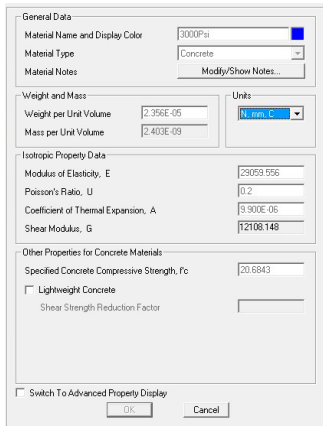 General Data
Material Name and Display Color 3000Psi
Material Type Concrete
Material Notes Modify/Show Notes...
Weight and Mass
Weight per Unit Volume 2.356E-05
Mass per Unit Volume 2.403E-09
Units
N, mm, C
Isotropic Property Data
Modulus of Elasticity, E 29059.556
Poisson's Ratio, U 0.2
Coefficient of Thermal Expansion, A 9.900E-06
Shear Modulus, G 12108.148
Other Properties for Concrete Materials
Specified Concrete Compressive Strength, f'c 20.6843
Lightweight Concrete
Shear Strength Reduction Factor
Switch To Advanced Property Display
OK Cancel